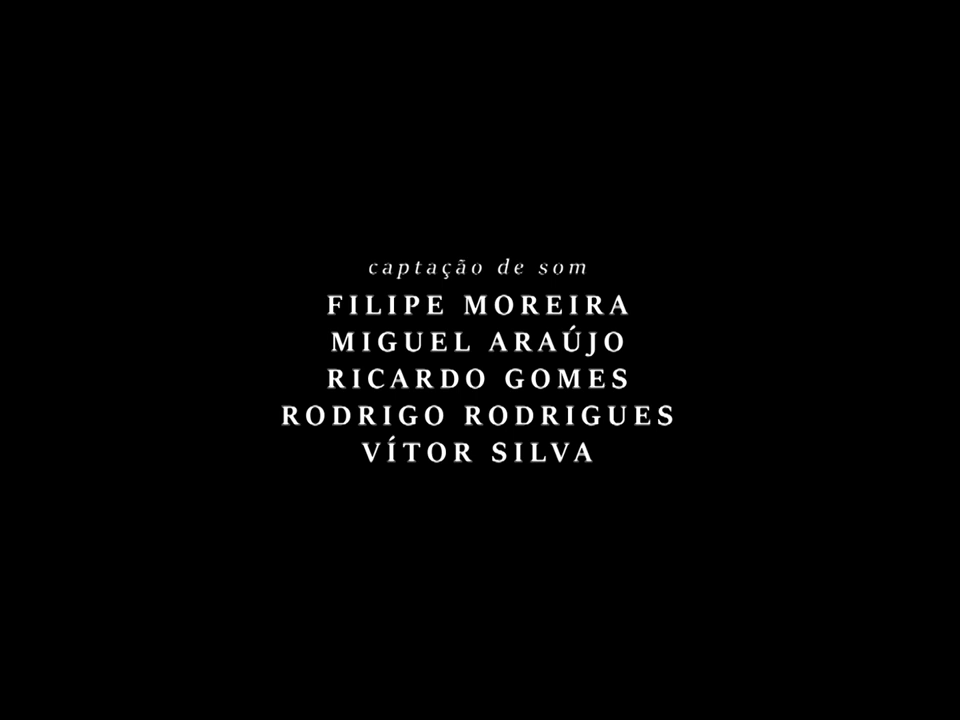 captação de som
FILIPE MOREIRA
MIGUEL ARAÚJO
RICARDO GOMES
RODRIGO RODRIGUES
VÍTOR SILVA